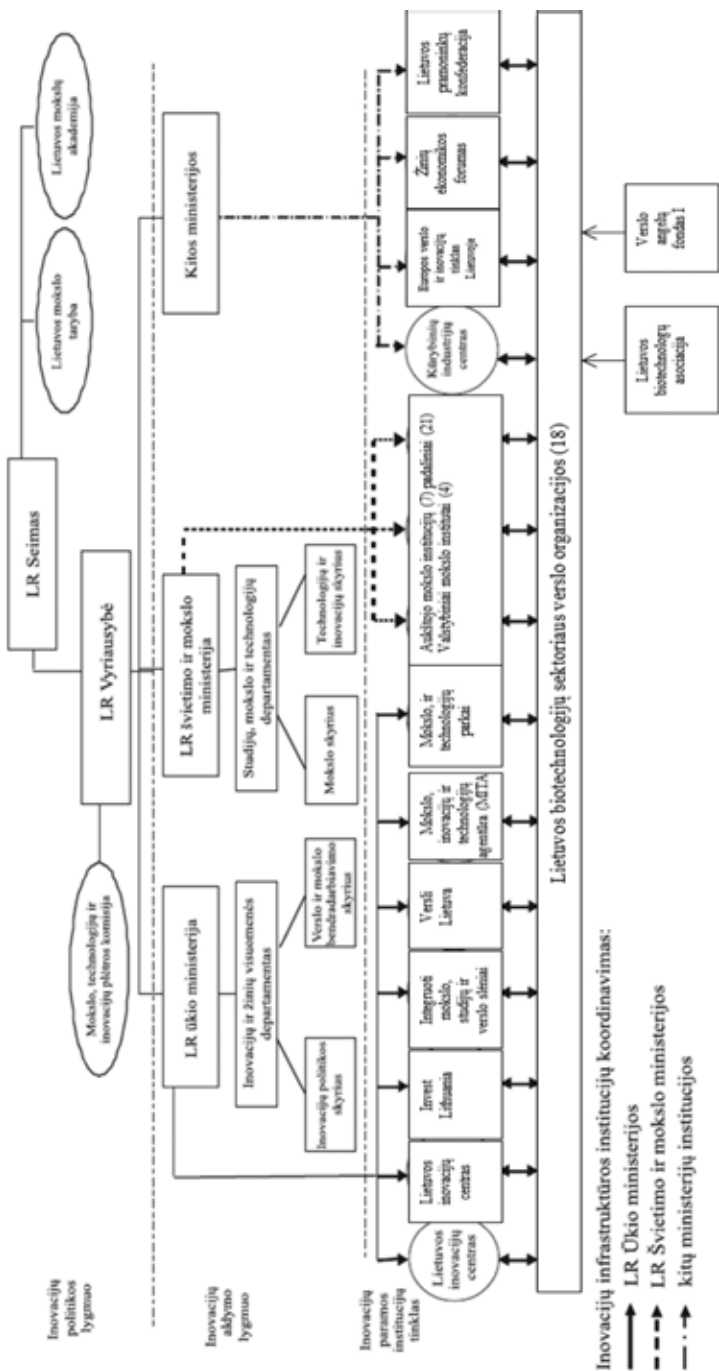 Inovacijų
politikos
lygmuo
LR Seimas
Lietuvos mokslo
taryba
Lietuvos mokslų
akademija
Mokslo, technologijų ir
inovacijų plėtros komisija
LR Vyriausybė
Inovacijų
aldymo
lygmuo
LR ūkio ministerija
LR švietimo ir mokslo
ministerija
Kitos ministerijos
Inovacijų ir žinių visuomenės
departamentas
Studijų, mokslo ir technologijų
departamentas
Inovacijų politikos
skyrius
Verslo ir mokslo
bendradarbiavimo
skyrius
Mokslo skyrius
Technologijų ir
inovacijų skyrius
Inovacijų
paramos
institucijų
tinklas
Lietuvos
inovacijų
centras
Lietuvos
inovacijų
centras
Invest
Lithuania
Integruoti
mokslo,
studijų ir
verslo slėniai
Versli
Lietuva
Mokslo,
inovacijų ir
technologijų
agentūra (MITA
Mokslo, ir
technologijų
parkai
Aukštojo mokslo institucijų (7) padaliniai (21)
Valstybiniai mokslo institutai (4)
Kūrybinių
industrijų
centras
Europos verslo
ir inovacijų
tinklas
Lietuvoje
Žinių
ekonomikos
forumas
Lietuvos
pramoninkų
konfederacija
Lietuvos biotechnologijų sektoriaus verslo organizacijos (18)
Lietuvos
biotechnologų
asociacija
Verslo
angelų
fondas I
Inovacijų infrastruktūros institucijų koordinavimas:
LR Ūkio ministerijos
LR Švietimo ir mokslo ministerijos
kitų ministerijų institucijos